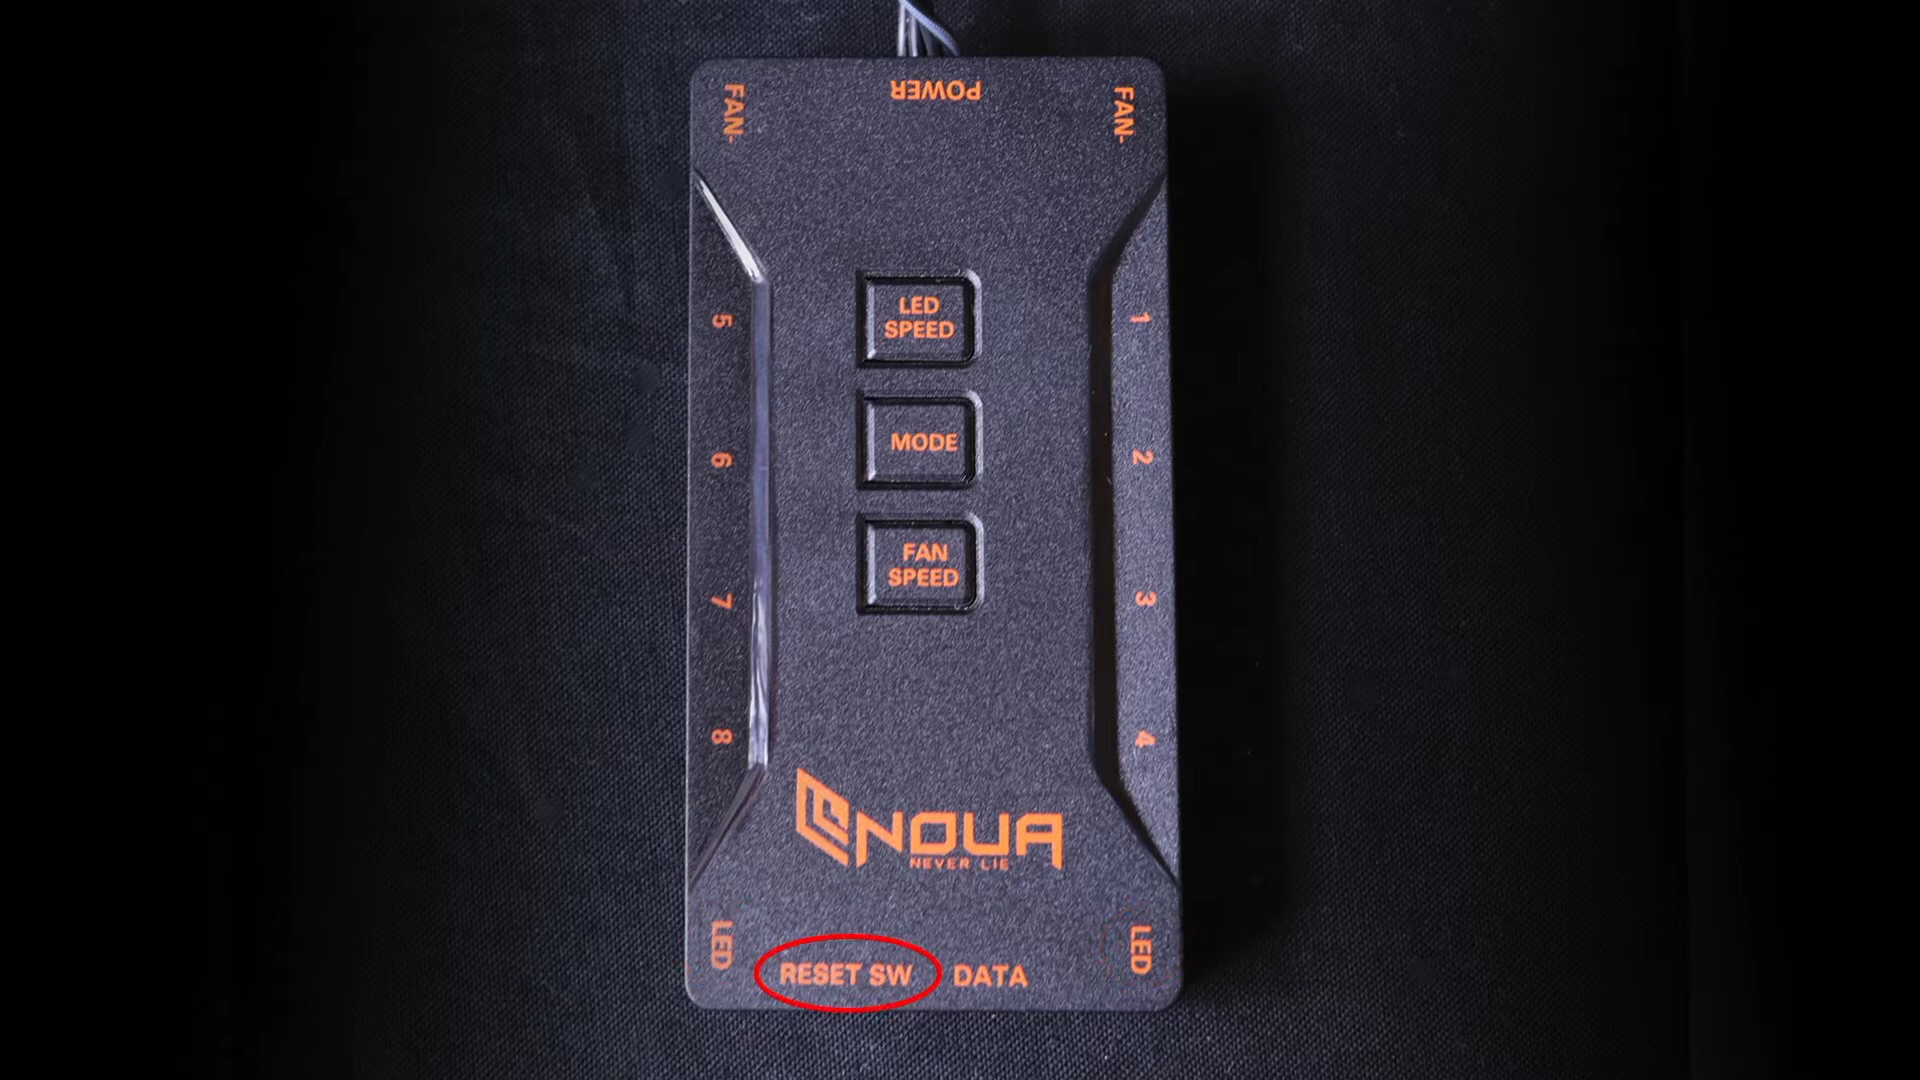 POWER
FAN-
FAN-
LED
SPEED
5
1
MODE
6
2
FAN
SPEED
7
3
8
4
NOUA
NEVER LIE
LED
LED
RESET SW
DATA